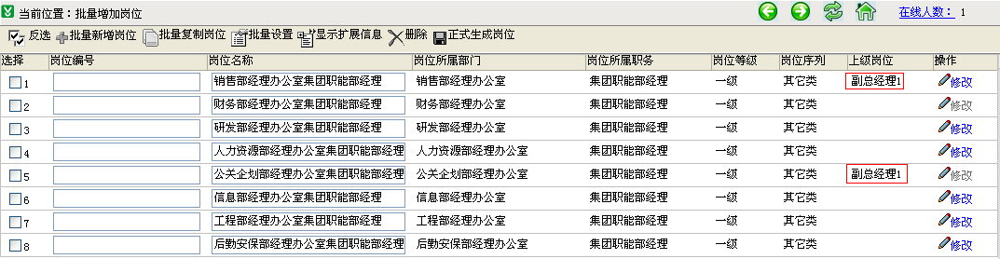 当前位置：批量增加岗位 在线人数： 1
反选 批量新增岗位 批量复制岗位 批量设置 显示扩展信息 删除 正式生成岗位
选择 岗位编号 岗位名称 岗位所属部门 岗位所属职务 岗位等级 岗位序列 上级岗位 操作
1 销售部经理办公室集团职能部经理 销售部经理办公室 集团职能部经理 一级 其它类 副总经理1 修改
2 财务部经理办公室集团职能部经理 财务部经理办公室 集团职能部经理 一级 其它类 修改
3 研发部经理办公室集团职能部经理 研发部经理办公室 集团职能部经理 一级 其它类 修改
4 人力资源部经理办公室集团职能部经理 人力资源部经理办公室 集团职能部经理 一级 其它类 修改
5 公关企划部经理办公室集团职能部经理 公关企划部经理办公室 集团职能部经理 一级 其它类 副总经理1 修改
6 信息部经理办公室集团职能部经理 信息部经理办公室 集团职能部经理 一级 其它类 修改
7 工程部经理办公室集团职能部经理 工程部经理办公室 集团职能部经理 一级 其它类 修改
8 后勤安保部经理办公室集团职能部经理 后勤安保部经理办公室 集团职能部经理 一级 其它类 修改